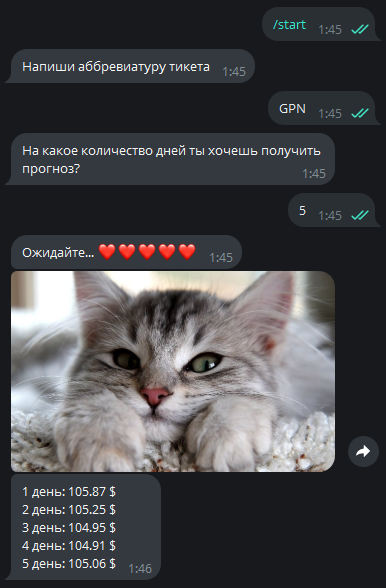 /start 1:45
Напиши аббревиатуру тикета 1:45
GPN 1:45
На какое количество дней ты хочешь получить
прогноз?
1:45
5 1:45
Ожидайте... ❤️❤️❤️❤️❤️ 1:45
1 день: 105.87 $
2 день: 105.25 $
3 день: 104.95 $
4 день: 104.91 $
5 день: 105.06 $ 1:46